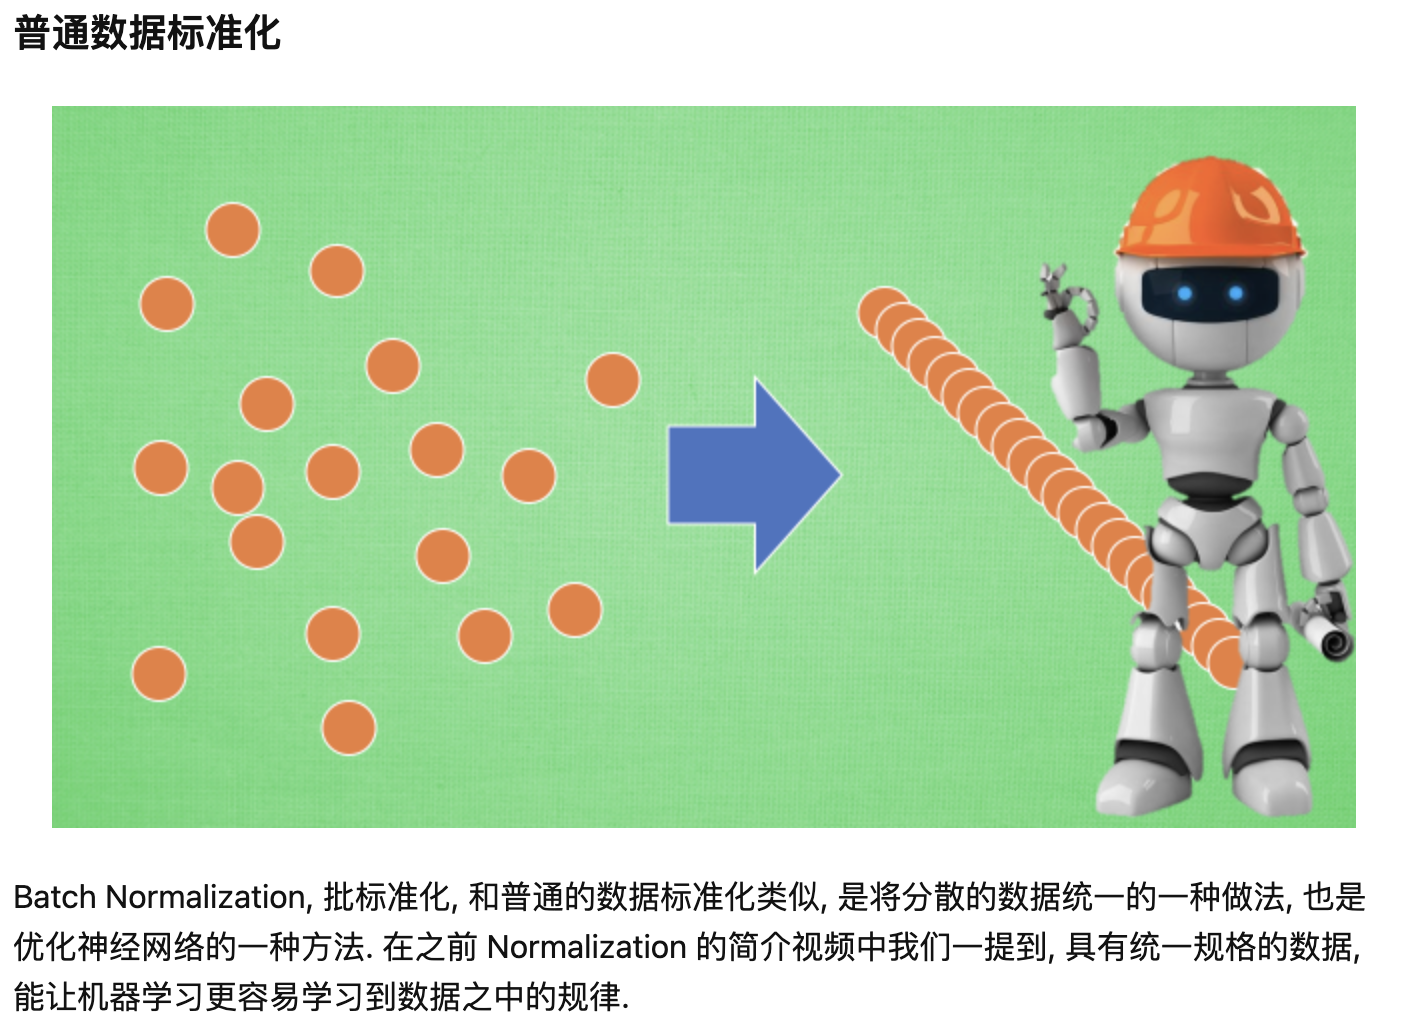 普通数据标准化
Batch Normalization, 批标准化, 和普通的数据标准化类似, 是将分散的数据统一的一种做法, 也是
优化神经网络的一种方法. 在之前 Normalization 的简介视频中我们一提到, 具有统一规格的数据,
能让机器学习更容易学习到数据之中的规律.